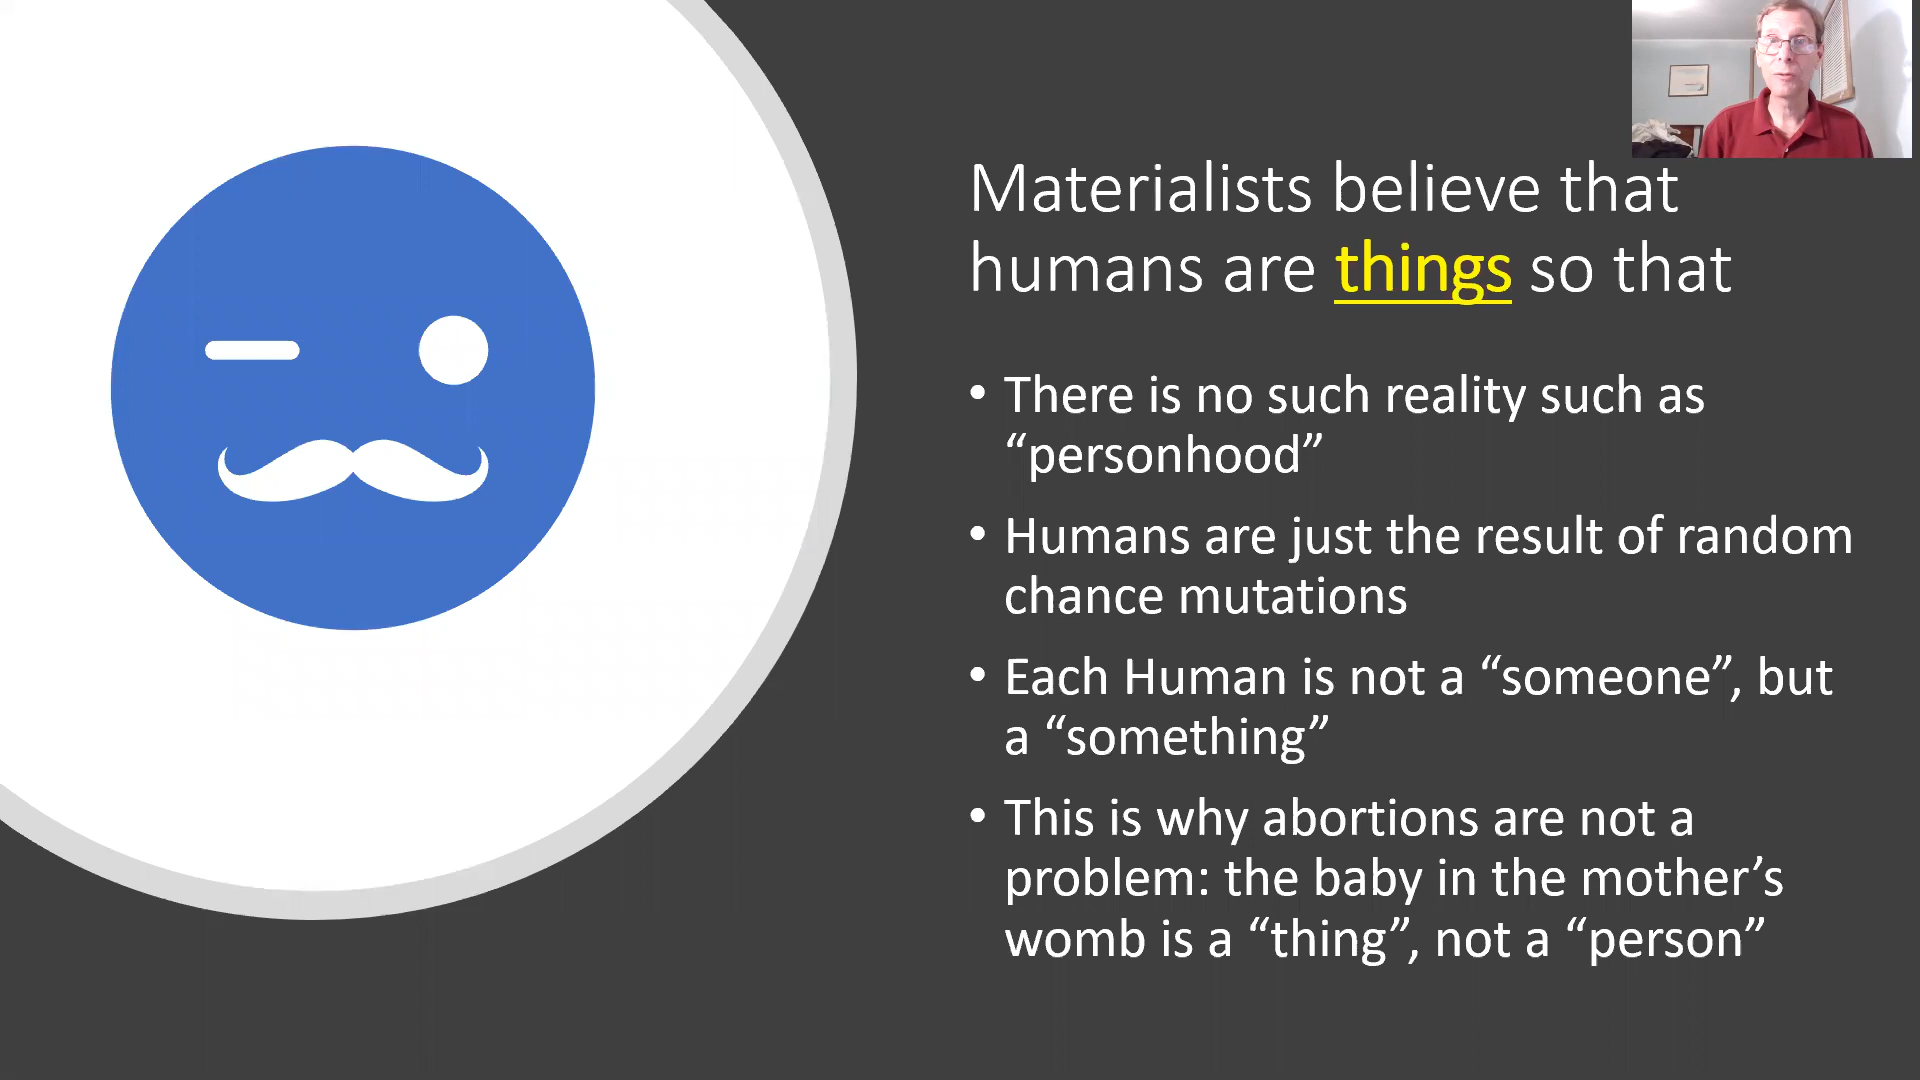 Materialists believe that
humans are things so that
• There is no such reality such as
“personhood”
• Humans are just the result of random
chance mutations
• Each Human is not a “someone”, but
a “something”
• This is why abortions are not a
problem: the baby in the mother’s
womb is a “thing”, not a “person”